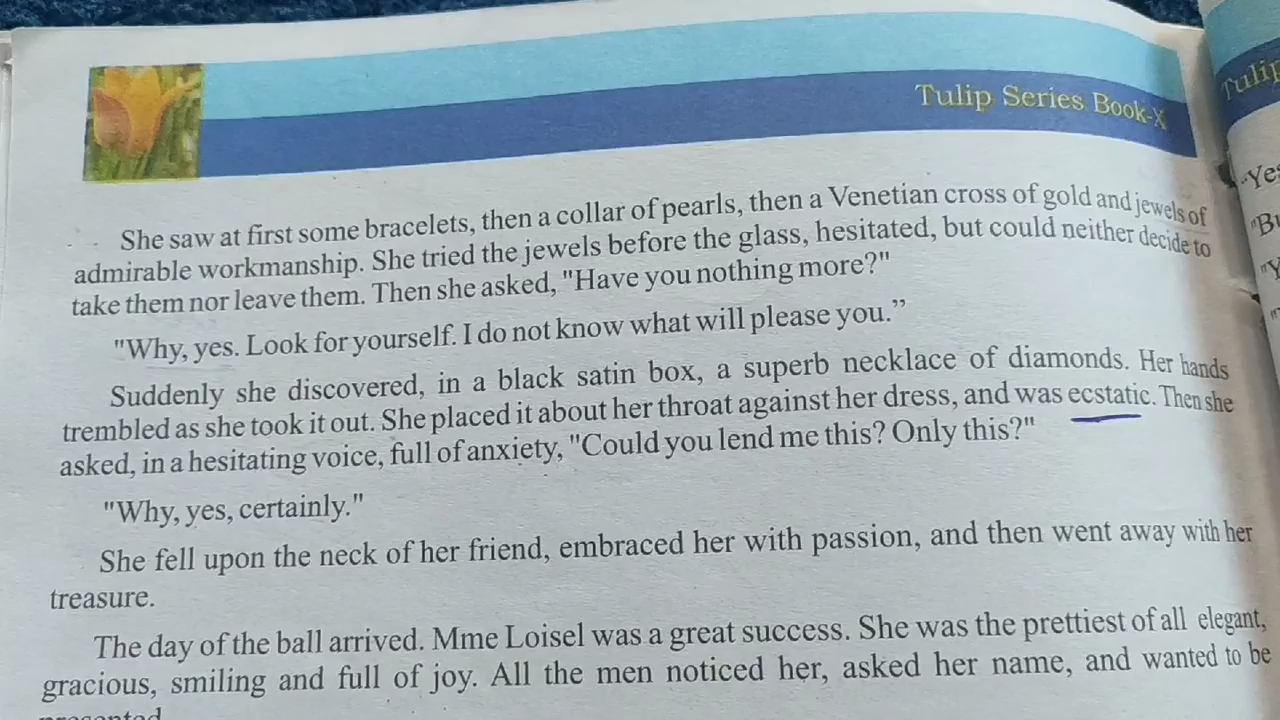 Tulip Series Book-X
She saw at first some bracelets, then a collar of pearls, then a Venetian cross of gold and jewels of
admirable workmanship. She tried the jewels before the glass, hesitated, but could neither decide to
take them nor leave them. Then she asked, "Have you nothing more?"
"Why, yes. Look for yourself. I do not know what will please you.”
Suddenly she discovered, in a black satin box, a superb necklace of diamonds. Her hands
trembled as she took it out. She placed it about her throat against her dress, and was ecstatic. Then she
asked, in a hesitating voice, full of anxiety, "Could you lend me this? Only this?"
"Why, yes, certainly."
She fell upon the neck of her friend, embraced her with passion, and then went away with her
treasure.
The day of the ball arrived. Mme Loisel was a great success. She was the prettiest of all elegant,
gracious, smiling and full of joy. All the men noticed her, asked her name, and wanted to be
presented
Tulip
"Yes